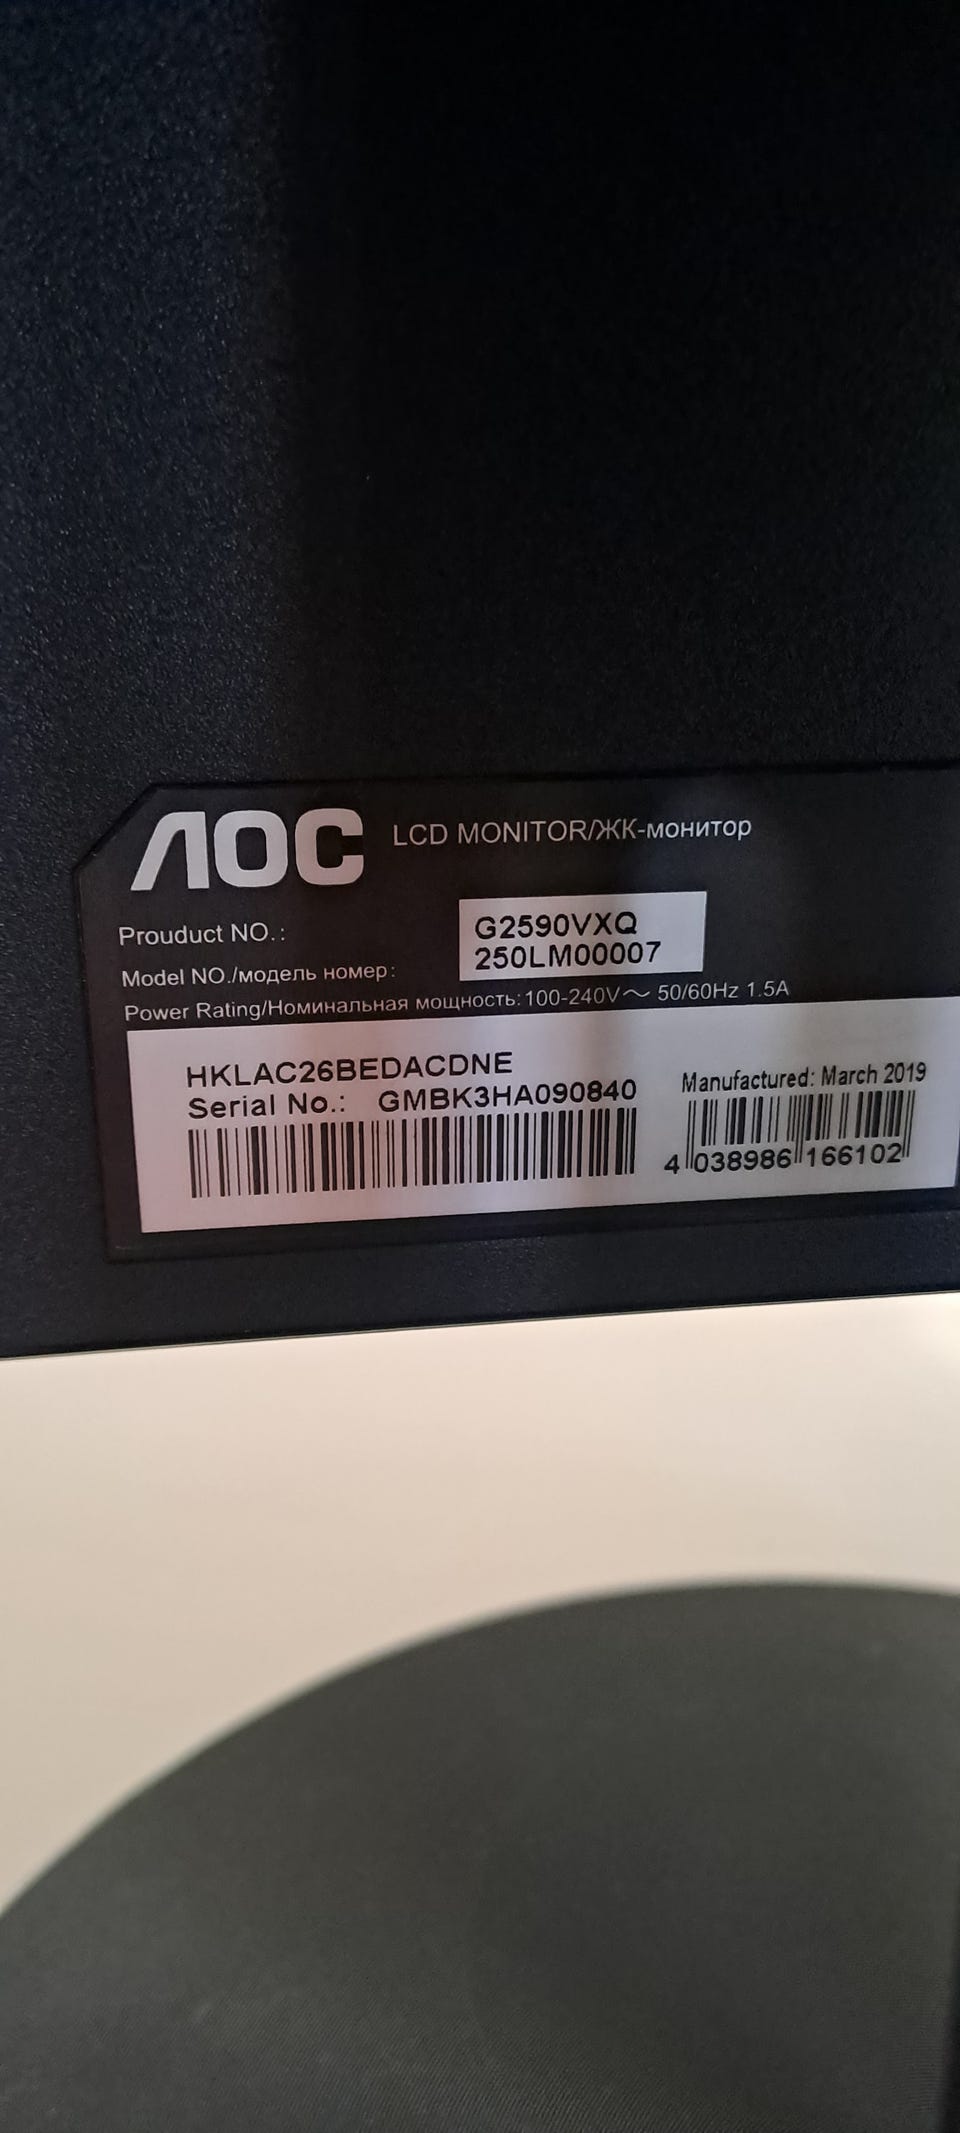 AOC LCD MONITOR/ЖК-монитор
Prouduct NO.: G2590VXQ
Model NO./модель номер: 250LM00007
Power Rating/Номинальная мощность: 100-240V～ 50/60Hz 1.5A
HKLAC26BEDACDNE
Serial No.: GMBK3HA090840
Manufactured: March 2019
4 038986 166102